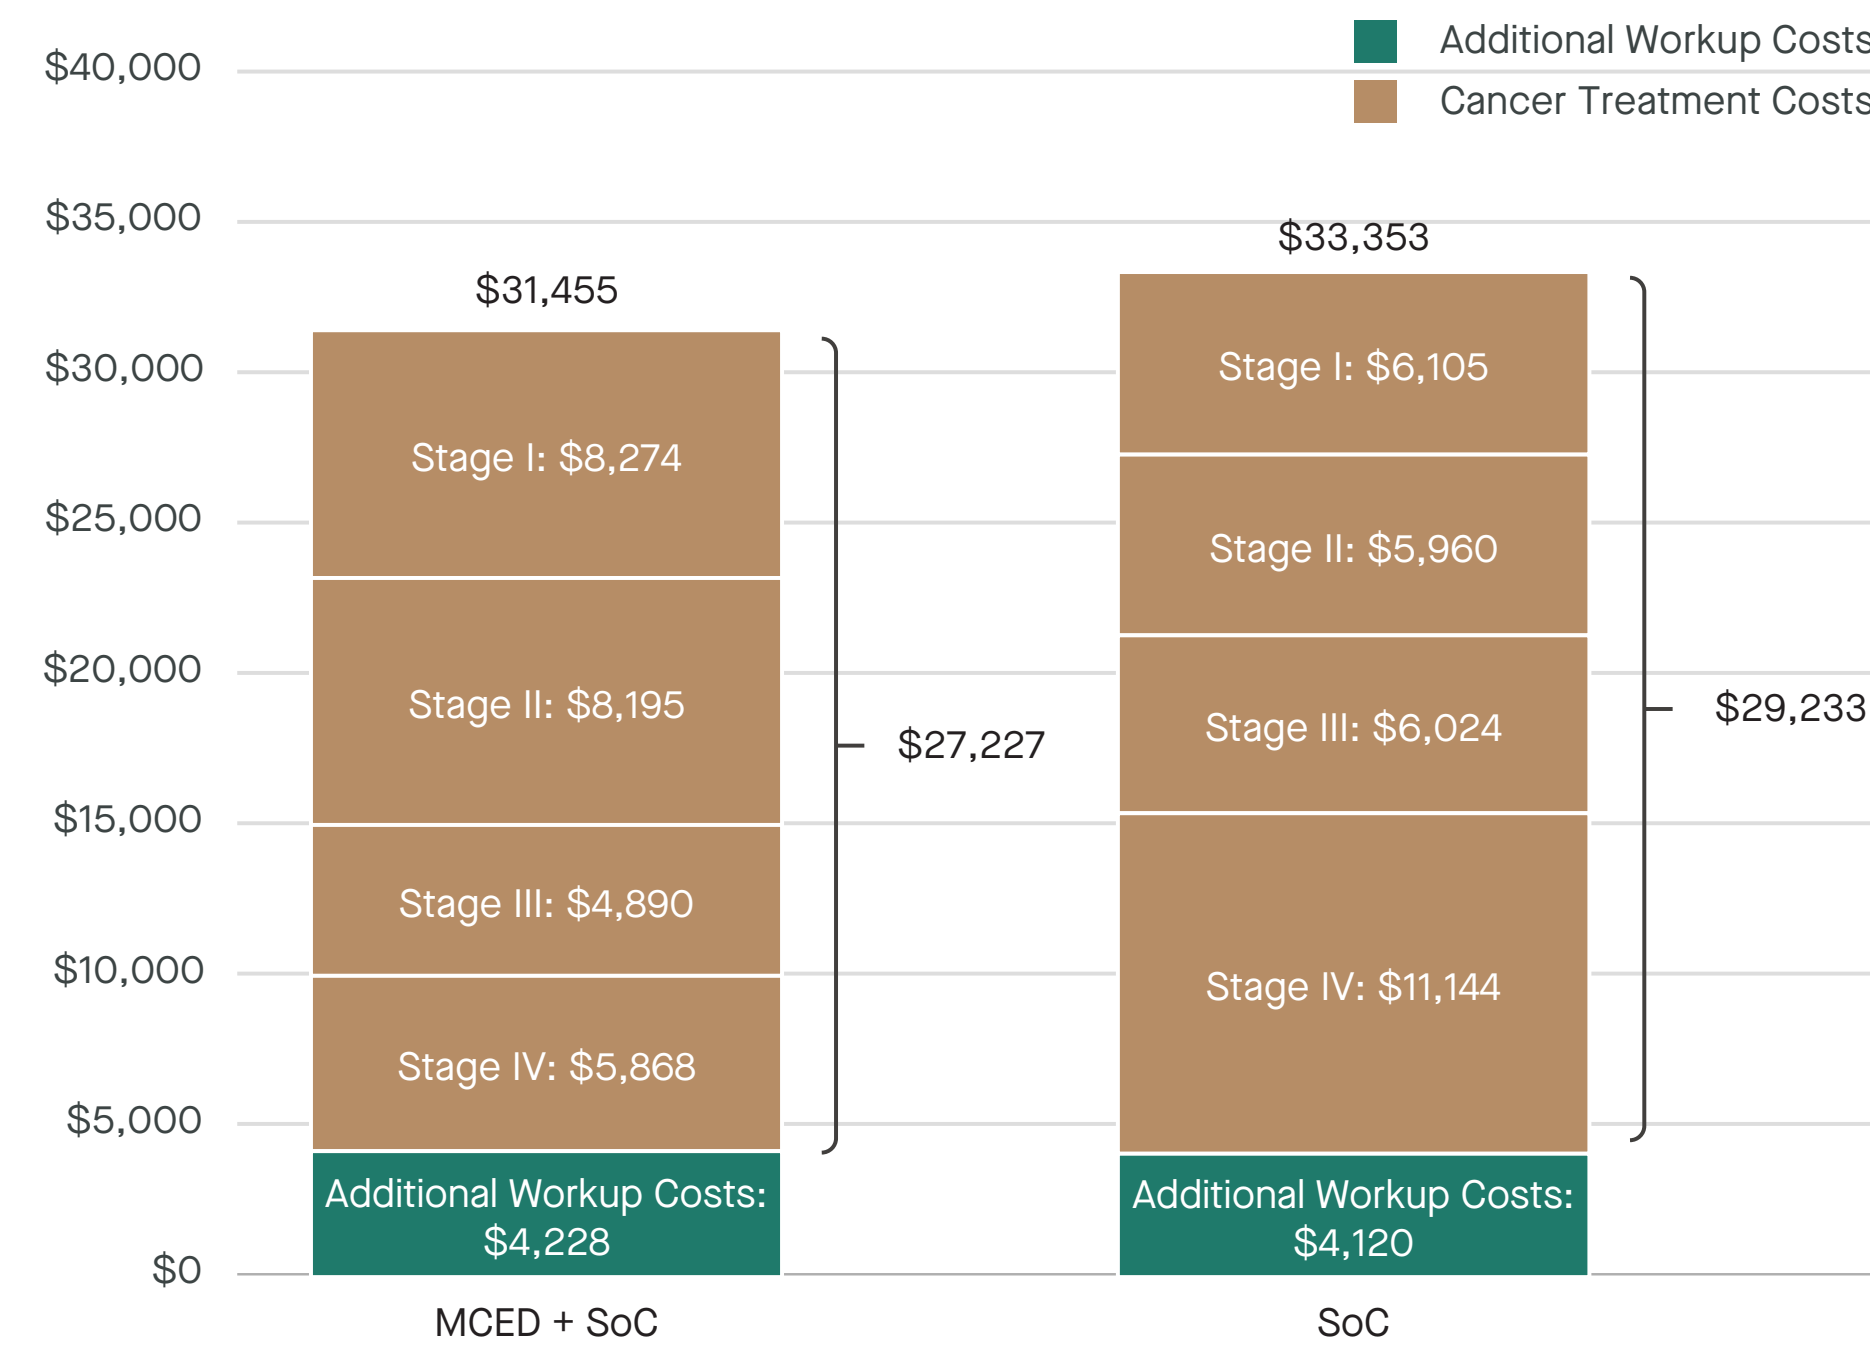 Additional Workup Costs
Cancer Treatment Costs
$40,000
$35,000
$30,000
$25,000
$20,000
$15,000
$10,000
$5,000
$0
$31,455
Stage I: $8,274
Stage II: $8,195
Stage III: $4,890
Stage IV: $5,868
Additional Workup Costs:
$4,228
$27,227
MCED + SoC
$33,353
Stage I: $6,105
Stage II: $5,960
Stage III: $6,024
Stage IV: $11,144
Additional Workup Costs:
$4,120
$29,233
SoC